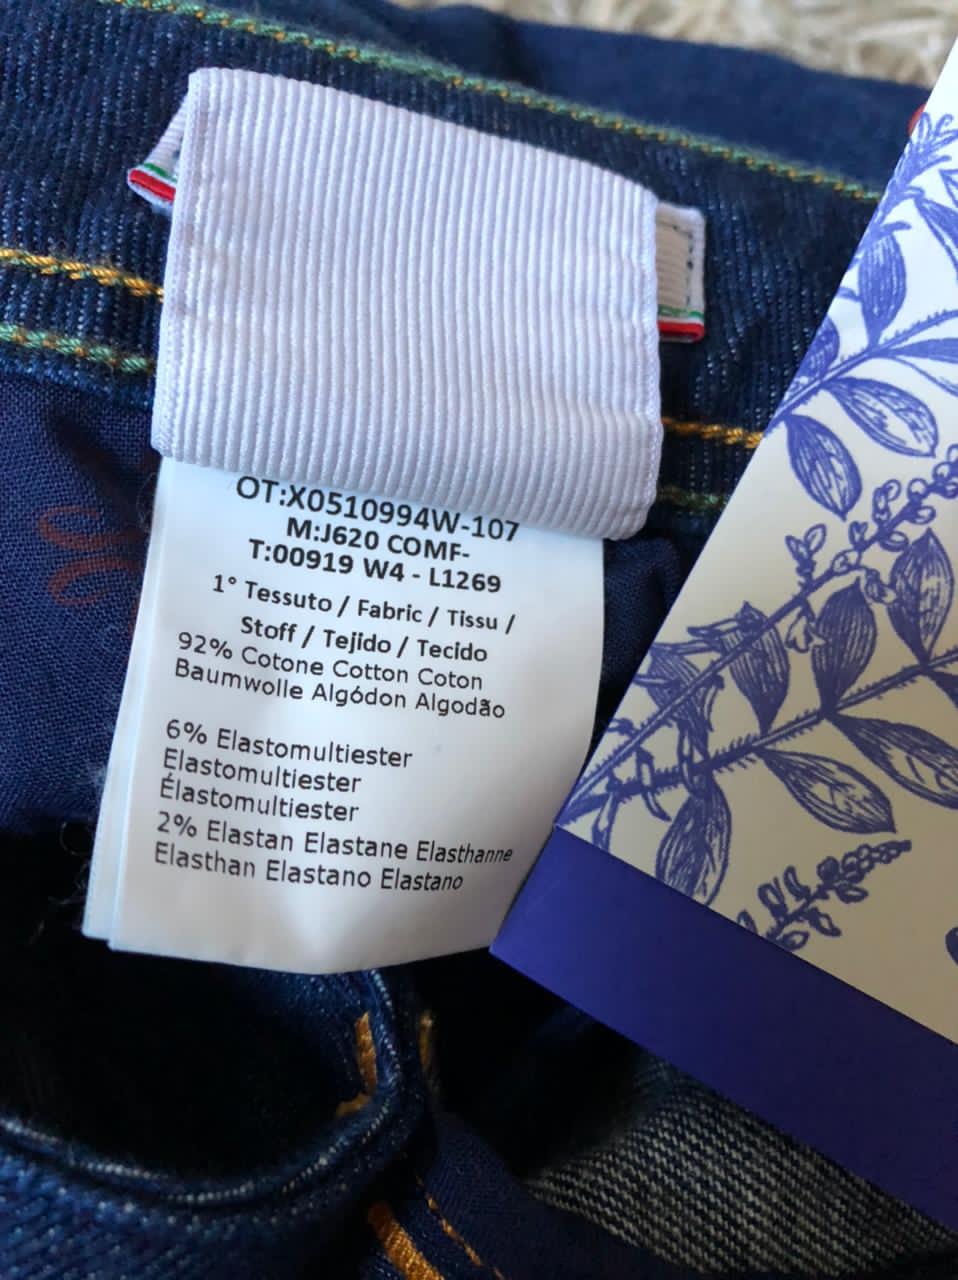 OT:X0510994W-107
M:J620 COMF-
T:00919 W4 - L1269
1° Tessuto / Fabric / Tissu /
Stoff / Tejido / Tecido
92% Cotone Cotton Coton
Baumwolle Algódon Algodão
6% Elastomultiester
Elastomultiester
Élastomultiester
2% Elastan Elastane Elasthanne
Elasthan Elastano Elastano